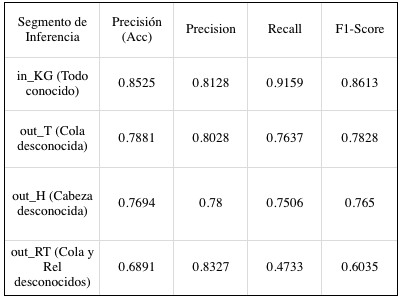 Segmento de
Inferencia
Precisión
(Acc)
Precision
Recall
F1-Score
in_KG (Todo
conocido)
0.8525
0.8128
0.9159
0.8613
out_T (Cola
desconocida)
0.7881
0.8028
0.7637
0.7828
out_H (Cabeza
desconocida)
0.7694
0.78
0.7506
0.765
out_RT (Cola y
Rel
desconocidos)
0.6891
0.8327
0.4733
0.6035